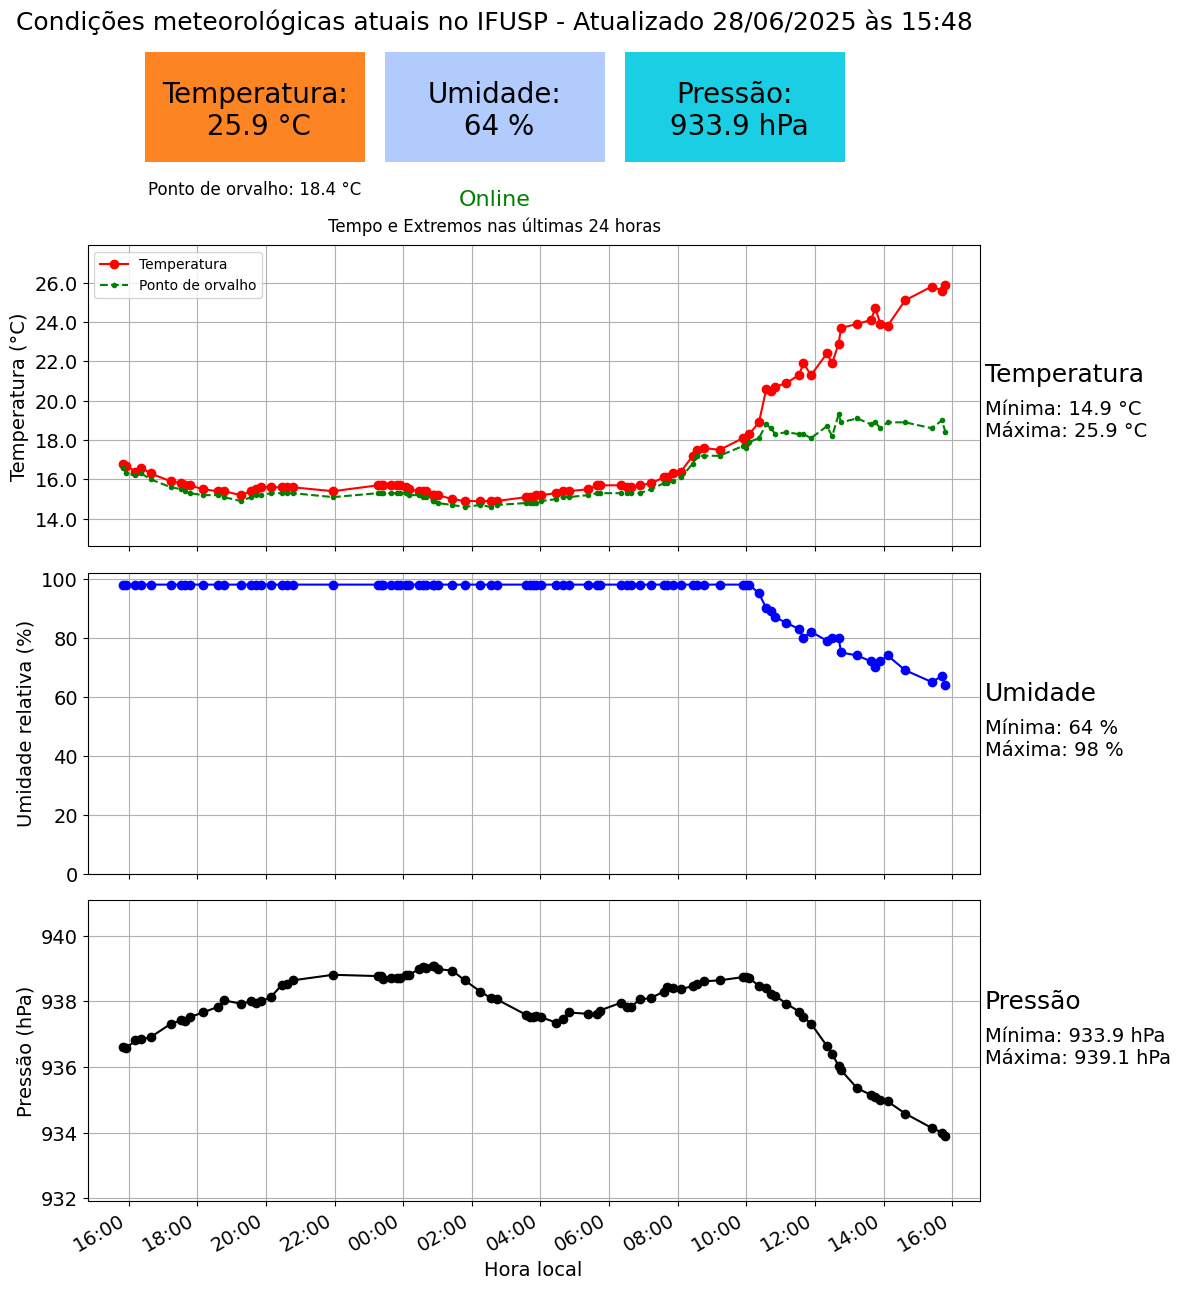 Condições meteorológicas atuais no IFUSP - Atualizado 28/06/2025 às 15:48
Temperatura:
25.9 °C
Umidade:
64 %
Pressão:
933.9 hPa
Ponto de orvalho: 18.4 °C
Online
Tempo e Extremos nas últimas 24 horas
Temperatura
Ponto de orvalho
Temperatura (°C)
26.0
24.0
22.0
20.0
18.0
16.0
14.0
Temperatura
Mínima: 14.9 °C
Máxima: 25.9 °C
Umidade relativa (%)
100
80
60
40
20
0
Umidade
Mínima: 64 %
Máxima: 98 %
Pressão (hPa)
940
938
936
934
932
Pressão
Mínima: 933.9 hPa
Máxima: 939.1 hPa
16:00 18:00 20:00 22:00 00:00 02:00 04:00 06:00 08:00 10:00 12:00 14:00 16:00
Hora local